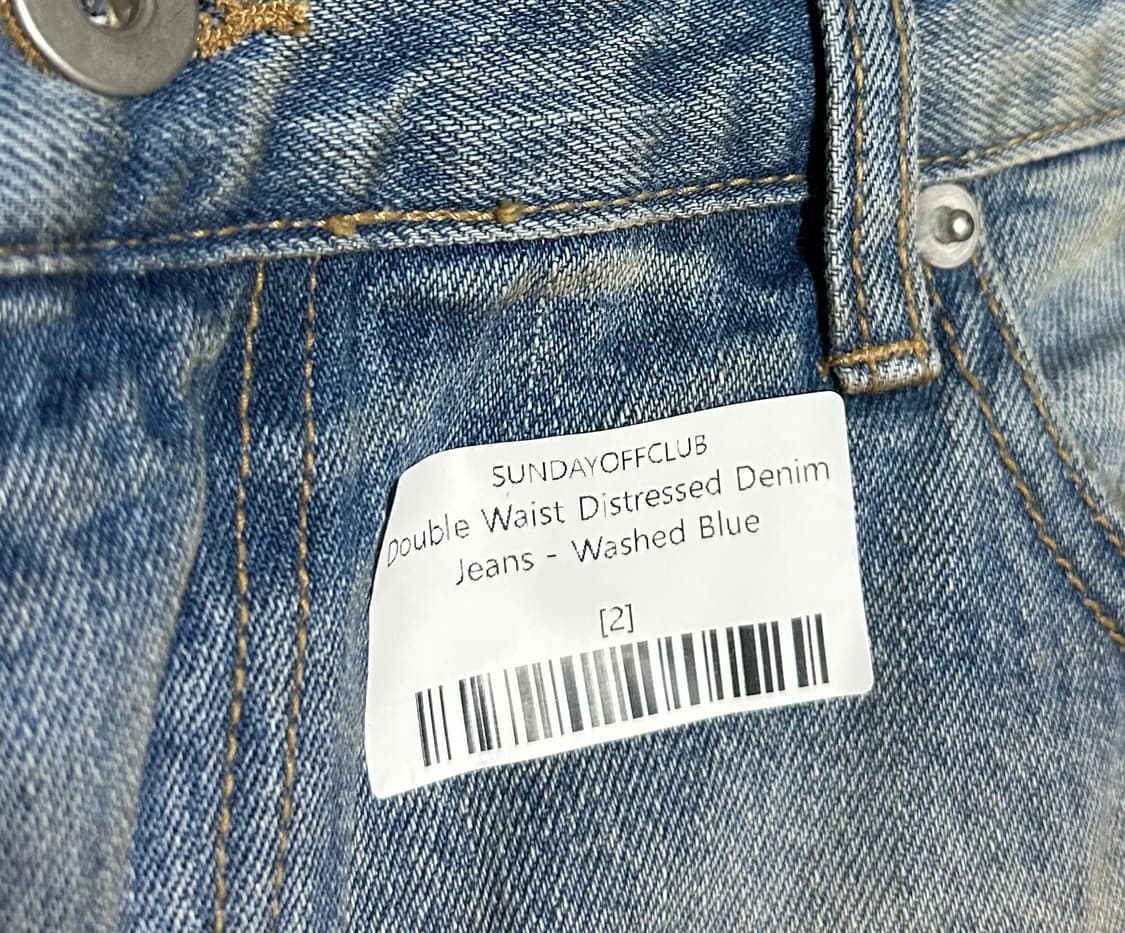 SUNDAYOFFCLUB
Double Waist Distressed Denim
Jeans - Washed Blue
[2]